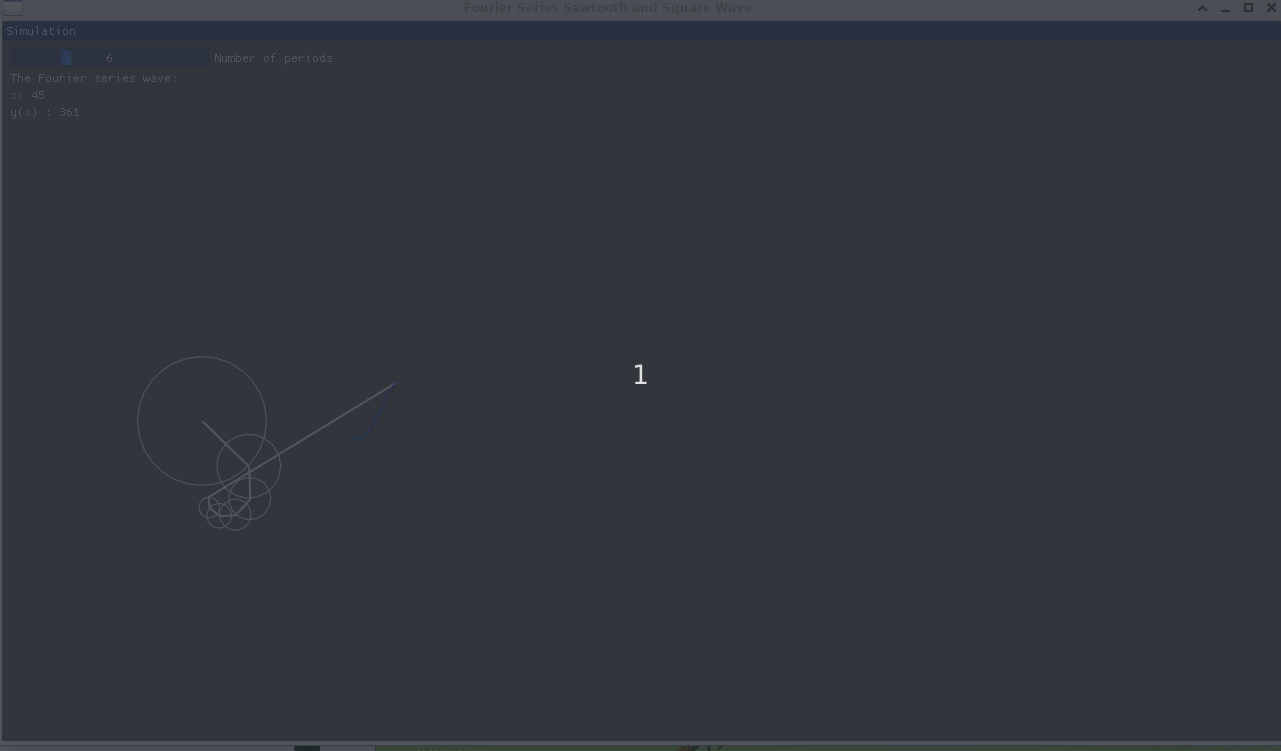 Fourier Series Sawtooth and Square Wave
Simulation
6 Number of periods
The Fourier series wave:
x: 45
y(x) : 361
1